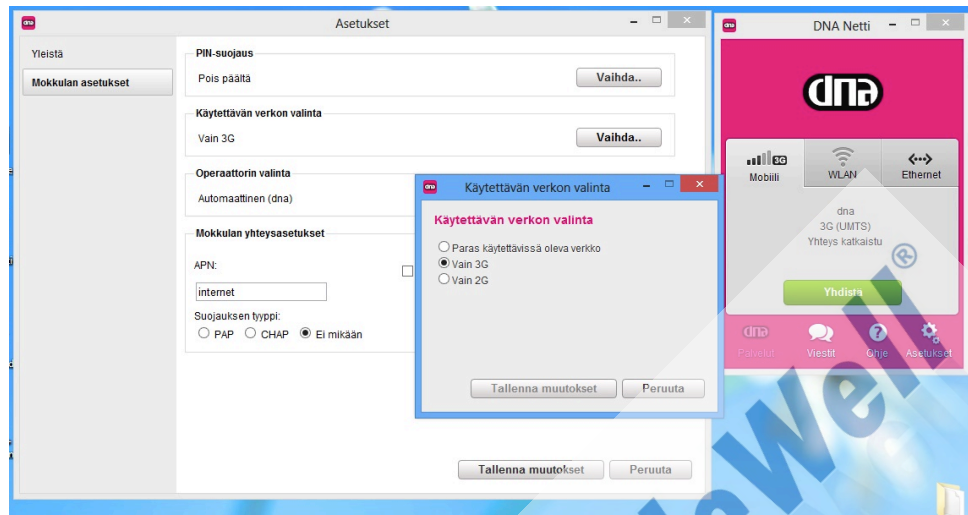 dna
Asetukset
Yleistä
Mokkulan asetukset
PIN-suojaus
Pois päältä
Vaihda..
Käytettävän verkon valinta
Vain 3G
Vaihda..
Operaattorin valinta
Automaattinen (dna)
Mokkulan yhteysasetukset
APN:
internet
Suojauksen tyyppi:
PAP CHAP Ei mikään
Tallenna muutokset Peruuta
dna
Käytettävän verkon valinta
Käytettävän verkon valinta
Paras käytettävissä oleva verkko
Vain 3G
Vain 2G
Tallenna muutokset Peruuta
dna
DNA Netti
dna
3G
Mobiili WLAN Ethernet
dna
3G (UMTS)
Yhteys katkaistu
Yhdistä
dna
Palvelut Viestit Ohje Asetukset
®